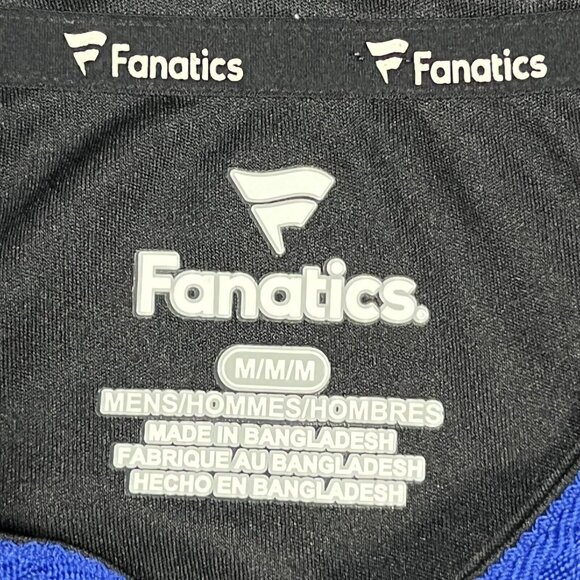 Fanatics Fanatics
Fanatics.
M/M/M
MENS/HOMMES/HOMBRES
MADE IN BANGLADESH
FABRIQUE AU BANGLADESH
HECHO EN BANGLADESH